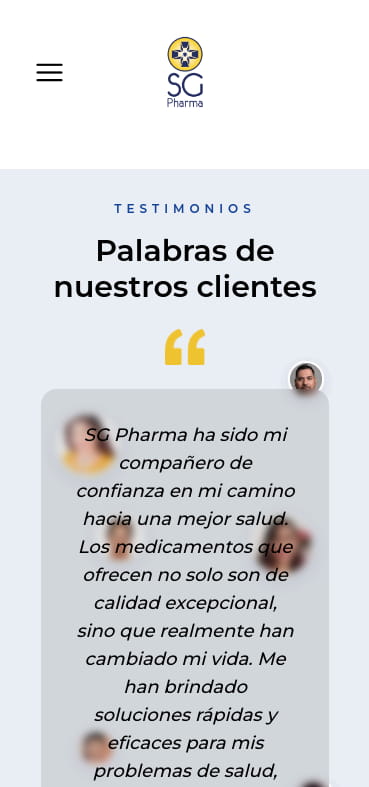 SG
Pharma
TESTIMONIOS
Palabras de
nuestros clientes
“
SG Pharma ha sido mi
compañero de
confianza en mi camino
hacia una mejor salud.
Los medicamentos que
ofrecen no solo son de
calidad excepcional,
sino que realmente han
cambiado mi vida. Me
han brindado
soluciones rápidas y
eficaces para mis
problemas de salud,